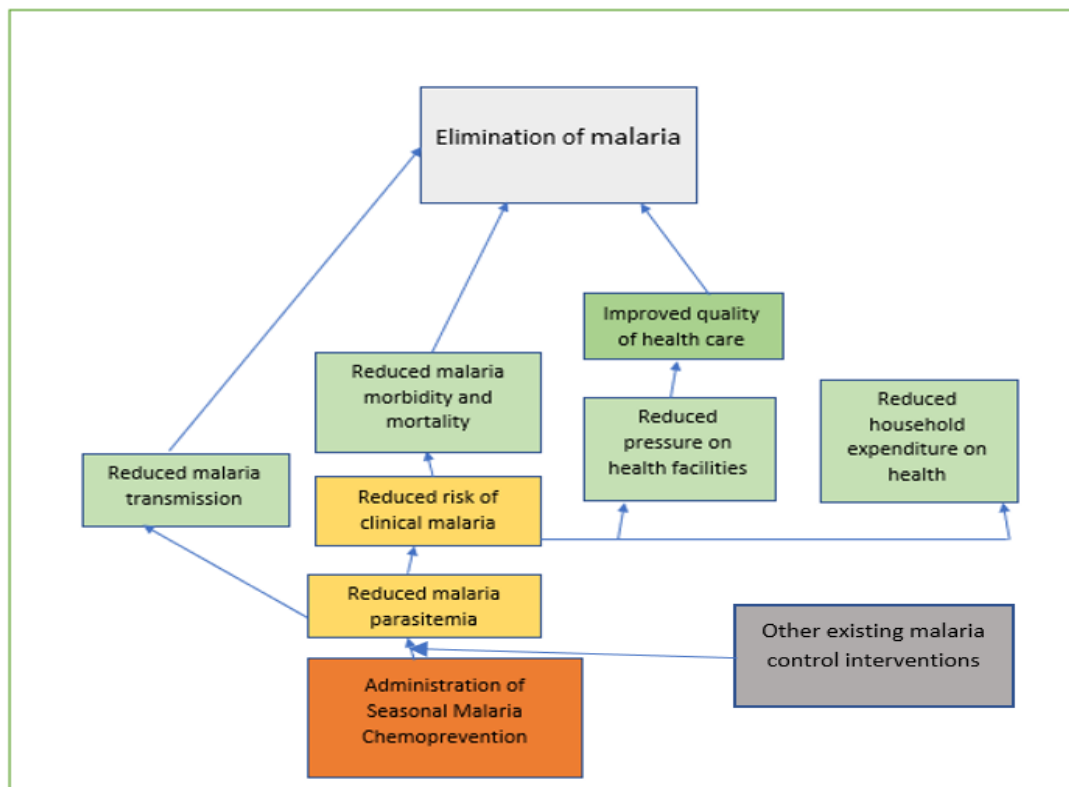 Elimination of malaria
Improved quality
of health care
Reduced malaria
morbidity and
mortality
Reduced
pressure on
health facilities
Reduced
household
expenditure on
health
Reduced malaria
transmission
Reduced risk of
clinical malaria
Reduced malaria
parasitemia
Other existing malaria
control interventions
Administration of
Seasonal Malaria
Chemoprevention